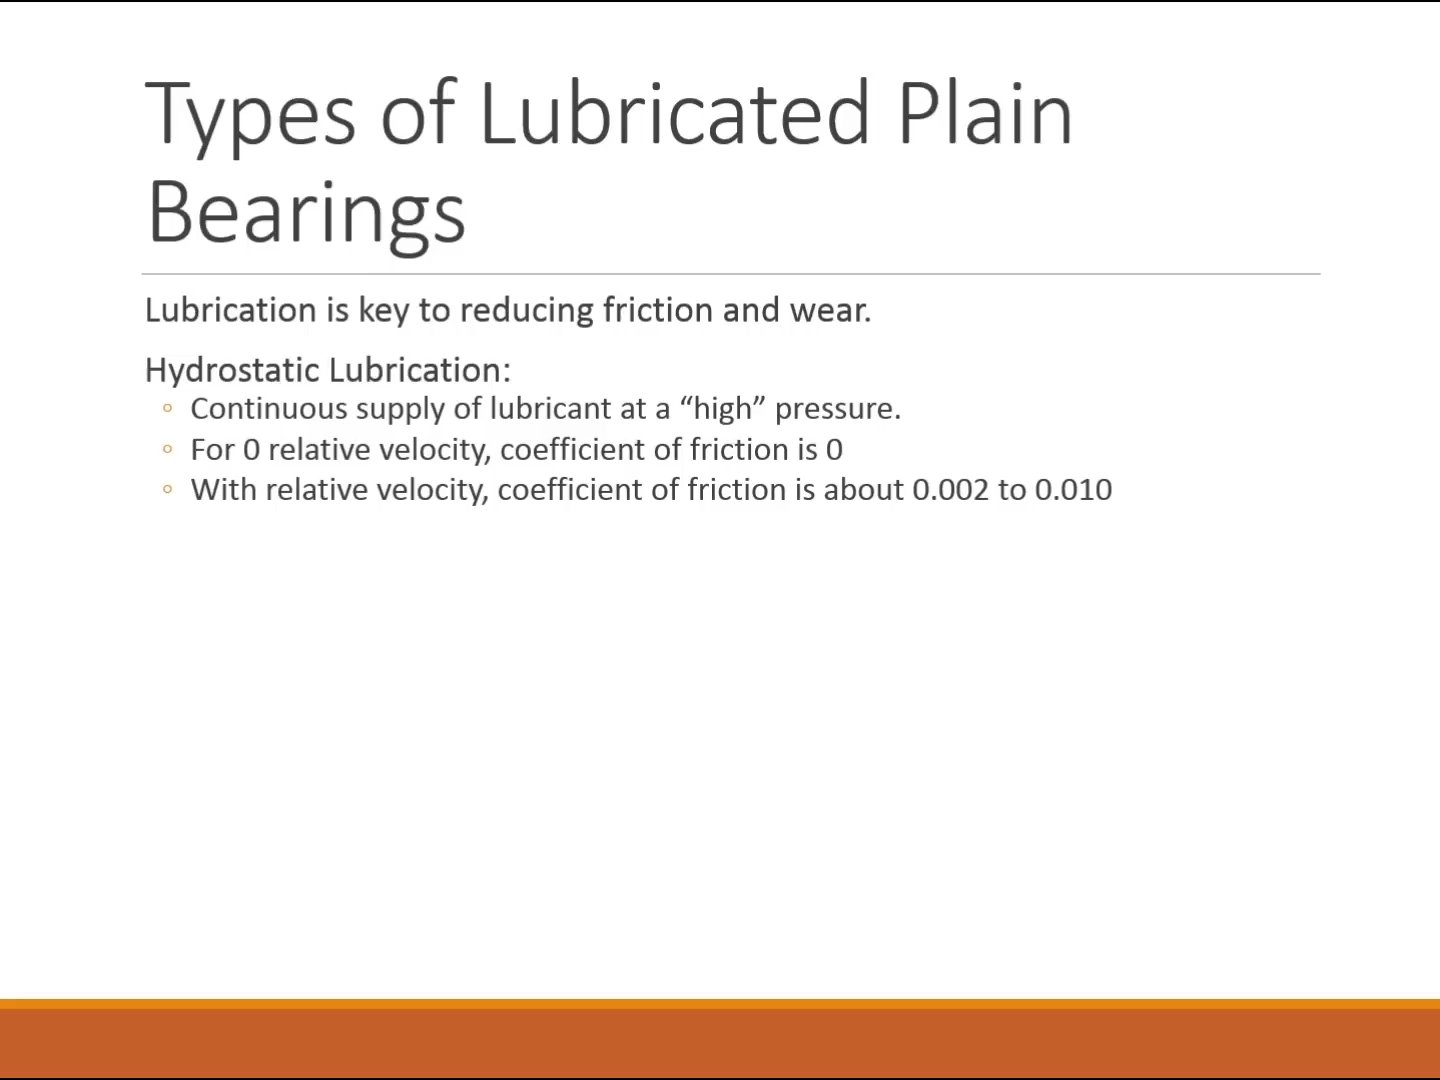 Types of Lubricated Plain
Bearings
Lubrication is key to reducing friction and wear.
Hydrostatic Lubrication:
◦ Continuous supply of lubricant at a “high” pressure.
◦ For 0 relative velocity, coefficient of friction is 0
◦ With relative velocity, coefficient of friction is about 0.002 to 0.010